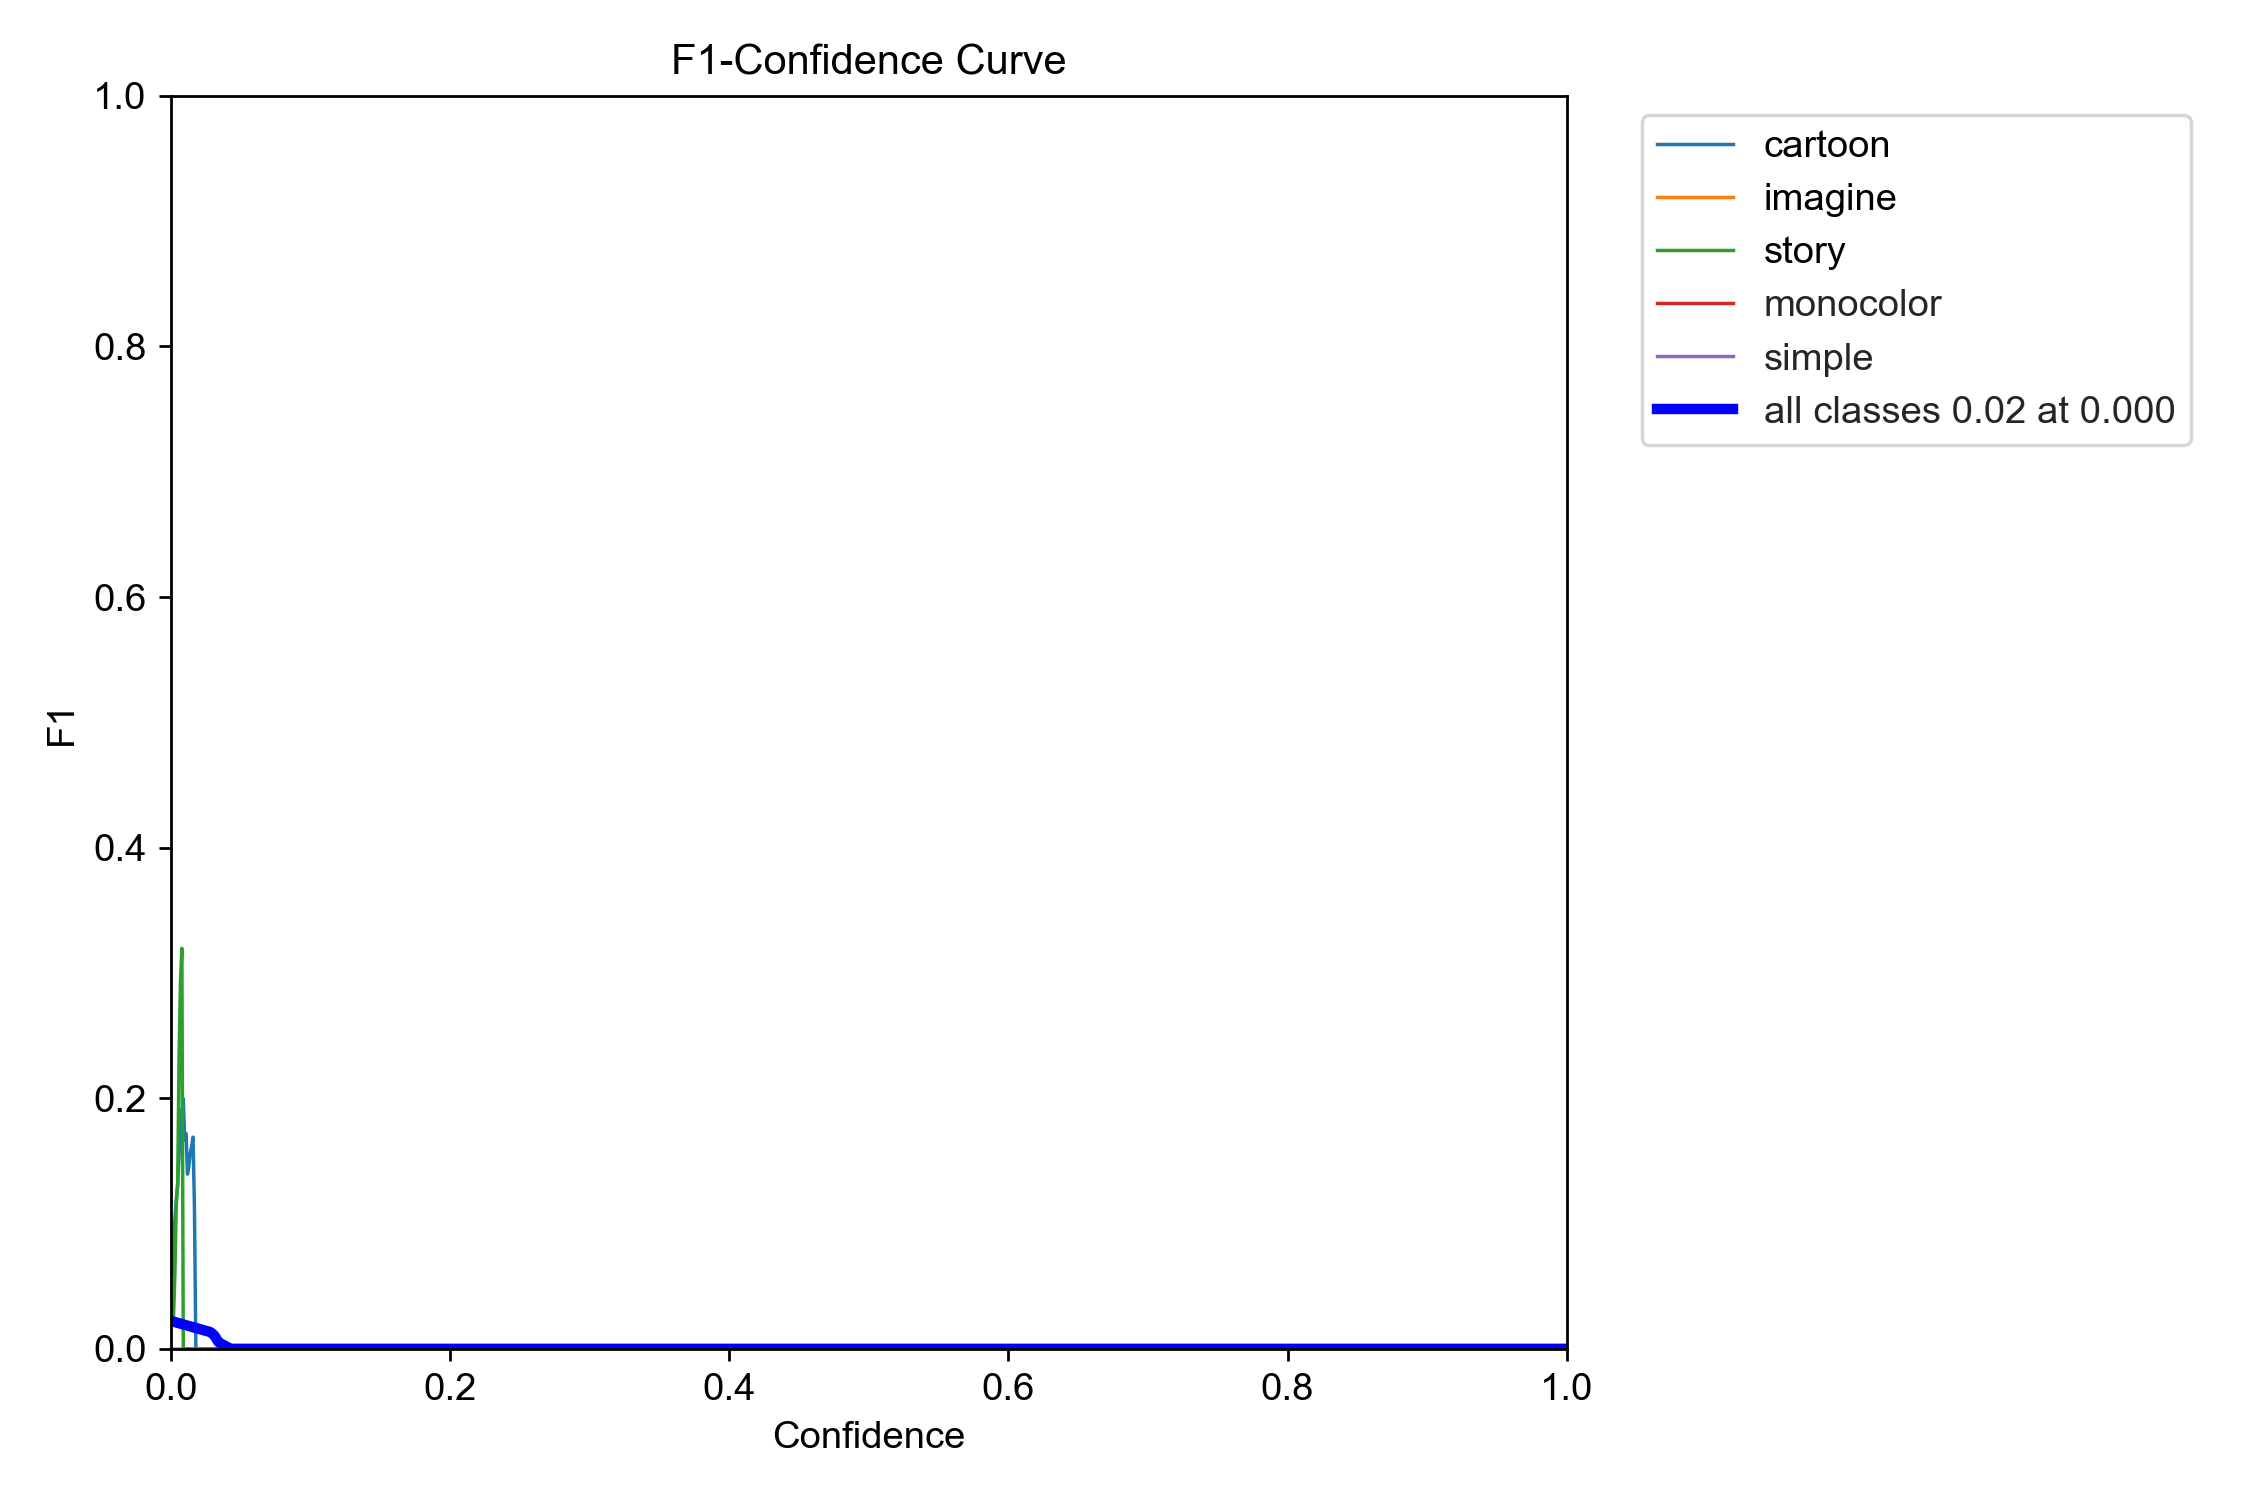 F1-Confidence Curve
1.0
0.8
0.6
0.4
0.2
0.0
F1
0.0 0.2 0.4 0.6 0.8 1.0
Confidence
cartoon
imagine
story
monocolor
simple
all classes 0.02 at 0.000